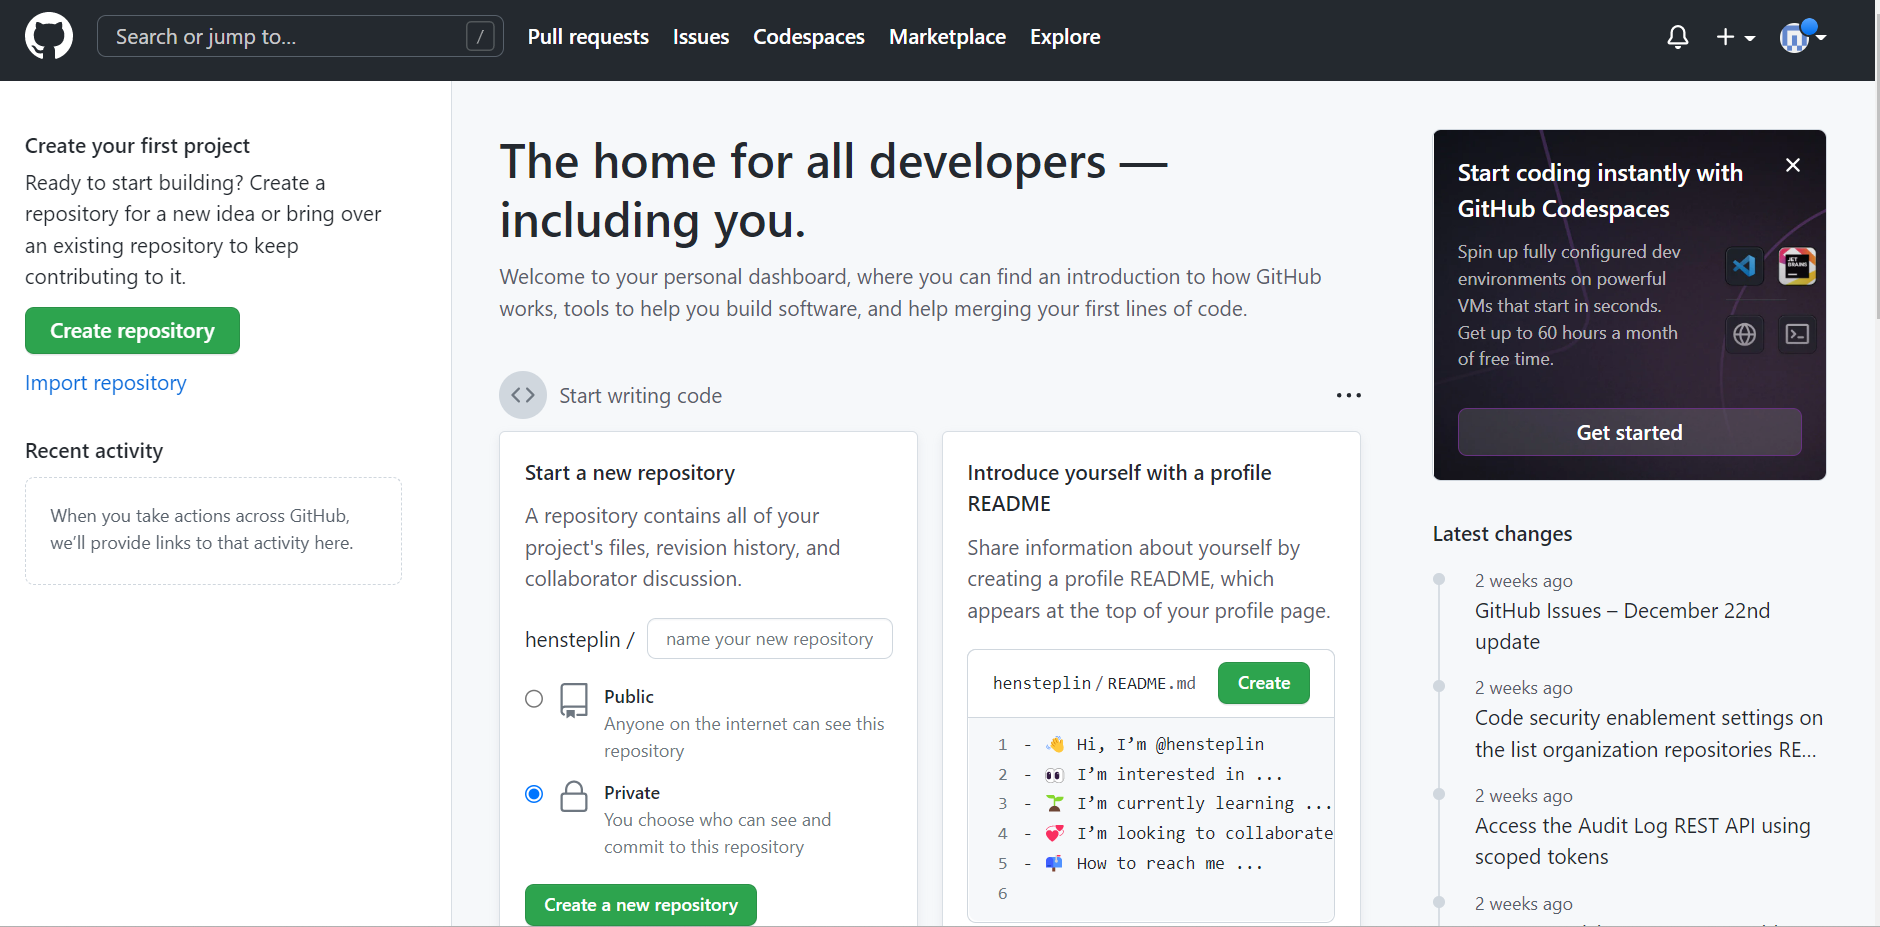 Search or jump to...
/
Pull requests
Issues
Codespaces
Marketplace
Explore
Create your first project
Ready to start building? Create a
repository for a new idea or bring over
an existing repository to keep
contributing to it.
Create repository
Import repository
Recent activity
When you take actions across GitHub,
we’ll provide links to that activity here.
The home for all developers —
including you.
Welcome to your personal dashboard, where you can find an introduction to how GitHub
works, tools to help you build software, and help merging your first lines of code.
Start writing code
Start a new repository
A repository contains all of your
project's files, revision history, and
collaborator discussion.
hensteplin /
name your new repository
Public
Anyone on the internet can see this
repository
Private
You choose who can see and
commit to this repository
Create a new repository
Introduce yourself with a profile
README
Share information about yourself by
creating a profile README, which
appears at the top of your profile page.
hensteplin / README.md
Create
1 - 👋 Hi, I’m @hensteplin
2 - 👀 I’m interested in ...
3 - 🌱 I’m currently learning ...
4 - 💞️ I’m looking to collaborate
5 - 📫 How to reach me ...
6
Start coding instantly with
GitHub Codespaces
Spin up fully configured dev
environments on powerful
VMs that start in seconds.
Get up to 60 hours a month
of free time.
JET
BRAINS
Get started
Latest changes
2 weeks ago
GitHub Issues – December 22nd
update
2 weeks ago
Code security enablement settings on
the list organization repositories RE...
2 weeks ago
Access the Audit Log REST API using
scoped tokens
2 weeks ago